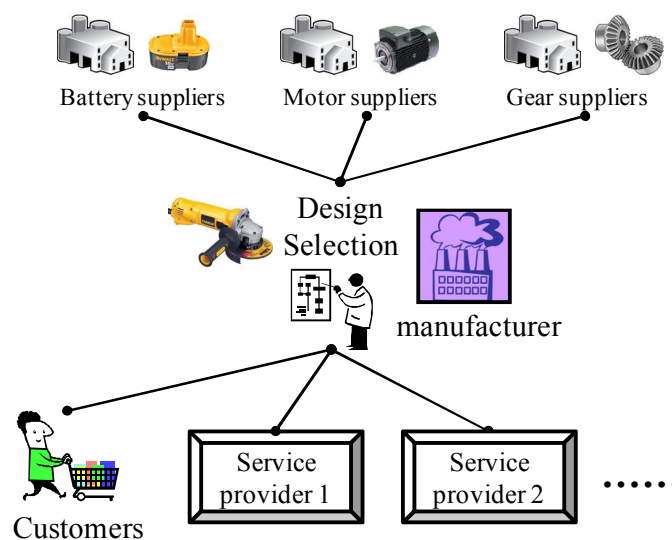 Battery suppliers
Motor suppliers
Gear suppliers
Design
Selection
manufacturer
Service
provider 1
Service
provider 2
......
Customers